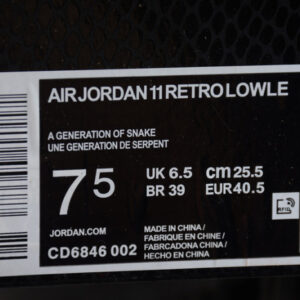 AIR JORDAN 11 RETRO LOW LE
A GENERATION OF SNAKE
UNE GENERATION DE SERPENT
7 5
UK 6.5 cm 25.5
BR 39 EUR 40.5
RFID
JORDAN.COM
CD6846 002
MADE IN CHINA/
FABRIQUE EN CHINE/
FABRCADONA CHINA/
HECHO EN CHINA